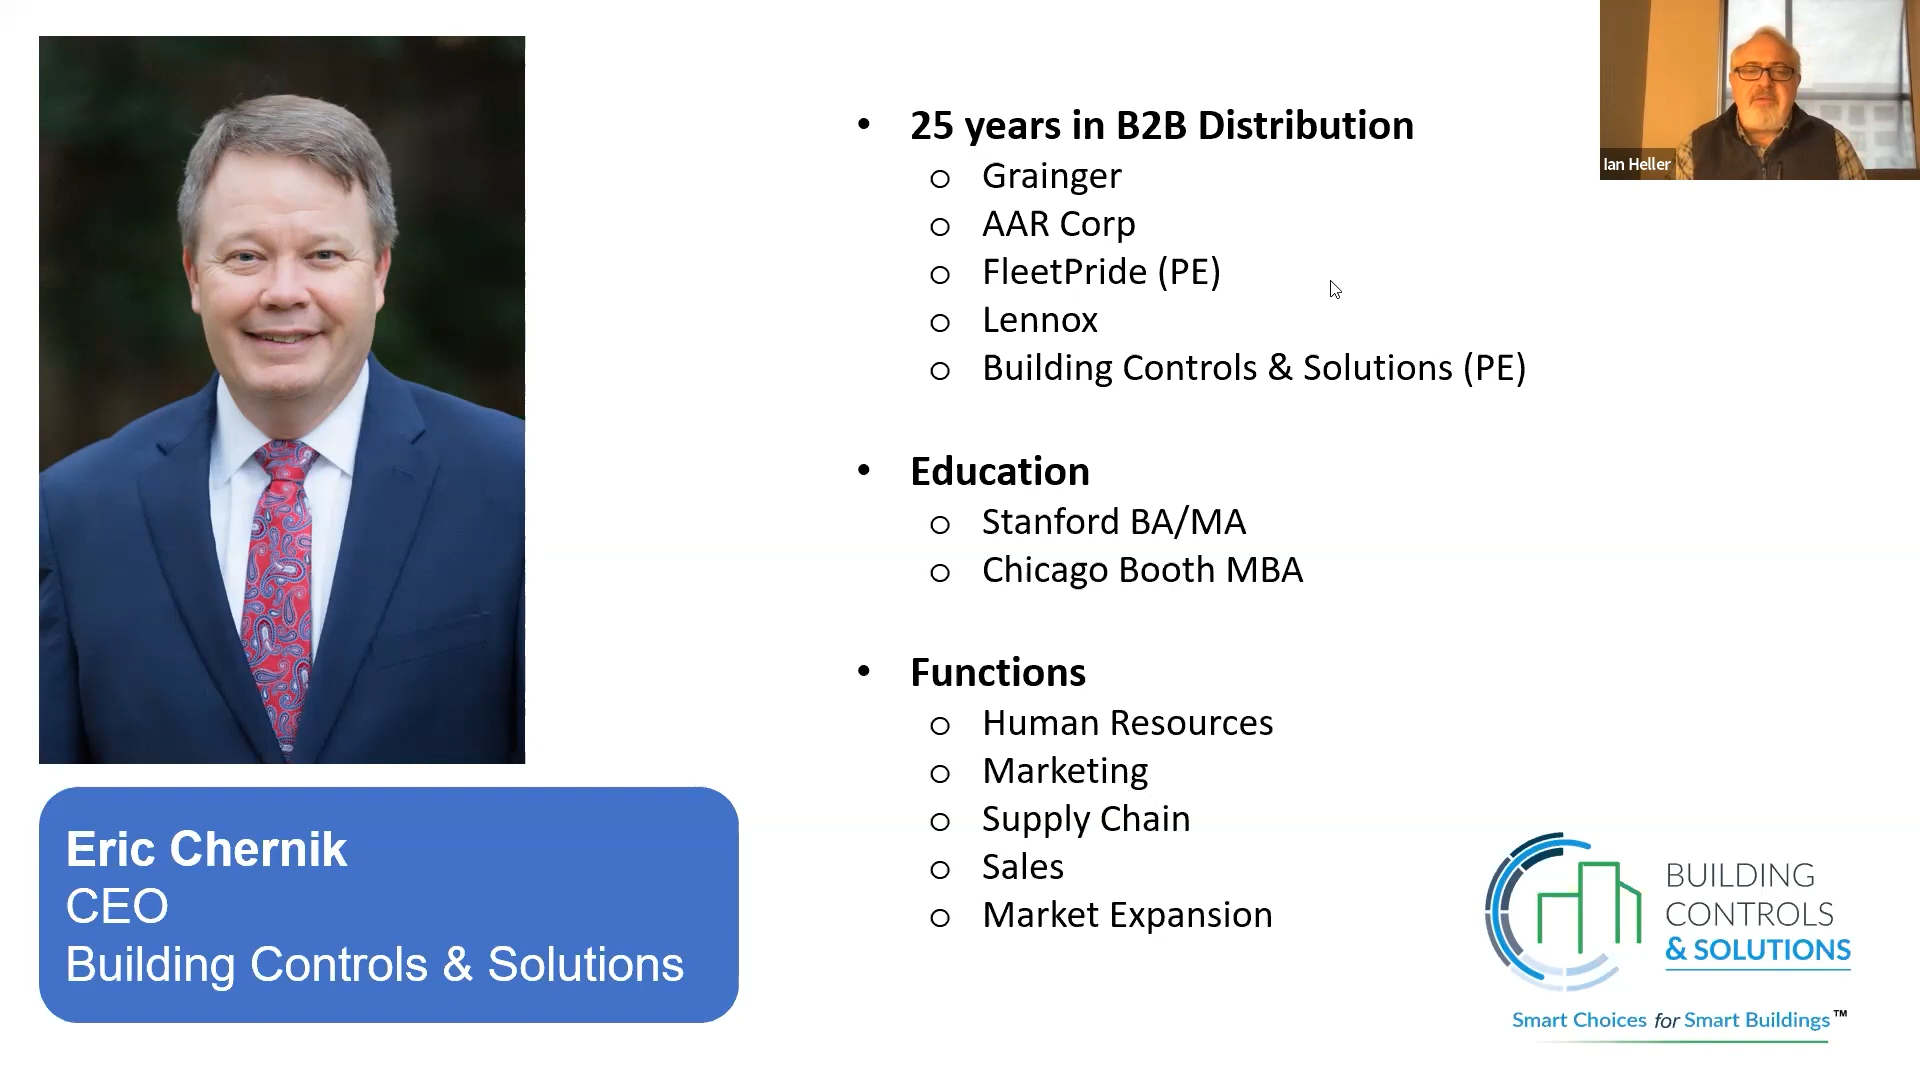 Ian Heller
• 25 years in B2B Distribution
o Grainger
o AAR Corp
o FleetPride (PE)
o Lennox
o Building Controls & Solutions (PE)
• Education
o Stanford BA/MA
o Chicago Booth MBA
• Functions
o Human Resources
o Marketing
o Supply Chain
o Sales
o Market Expansion
Eric Chernik
CEO
Building Controls & Solutions
BUILDING
CONTROLS
& SOLUTIONS
Smart Choices for Smart Buildings™